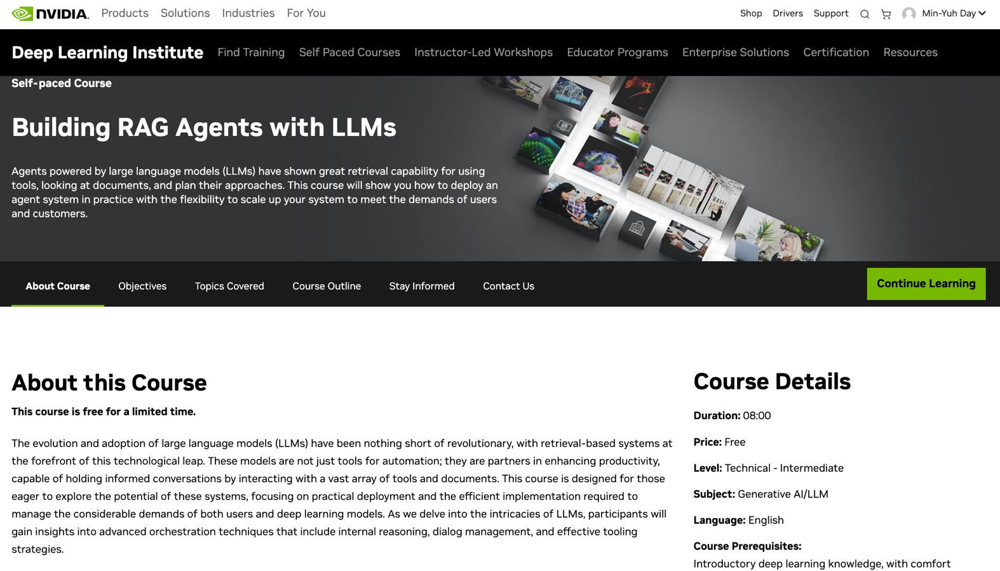 NVIDIA.
Products
Solutions
Industries
For You
Shop
Drivers
Support
Min-Yuh Day
Deep Learning Institute
Find Training
Self Paced Courses
Instructor-Led Workshops
Educator Programs
Enterprise Solutions
Certification
Resources
Self-paced Course
Building RAG Agents with LLMs
Agents powered by large language models (LLMs) have shown great retrieval capability for using
tools, looking at documents, and plan their approaches. This course will show you how to deploy an
agent system in practice with the flexibility to scale up your system to meet the demands of users
and customers.
About Course
Objectives
Topics Covered
Course Outline
Stay Informed
Contact Us
Continue Learning
About this Course
This course is free for a limited time.
The evolution and adoption of large language models (LLMs) have been nothing short of revolutionary, with retrieval-based systems at
the forefront of this technological leap. These models are not just tools for automation; they are partners in enhancing productivity,
capable of holding informed conversations by interacting with a vast array of tools and documents. This course is designed for those
eager to explore the potential of these systems, focusing on practical deployment and the efficient implementation required to
manage the considerable demands of both users and deep learning models. As we delve into the intricacies of LLMs, participants will
gain insights into advanced orchestration techniques that include internal reasoning, dialog management, and effective tooling
strategies.
Course Details
Duration: 08:00
Price: Free
Level: Technical - Intermediate
Subject: Generative AI/LLM
Language: English
Course Prerequisites:
Introductory deep learning knowledge, with comfort